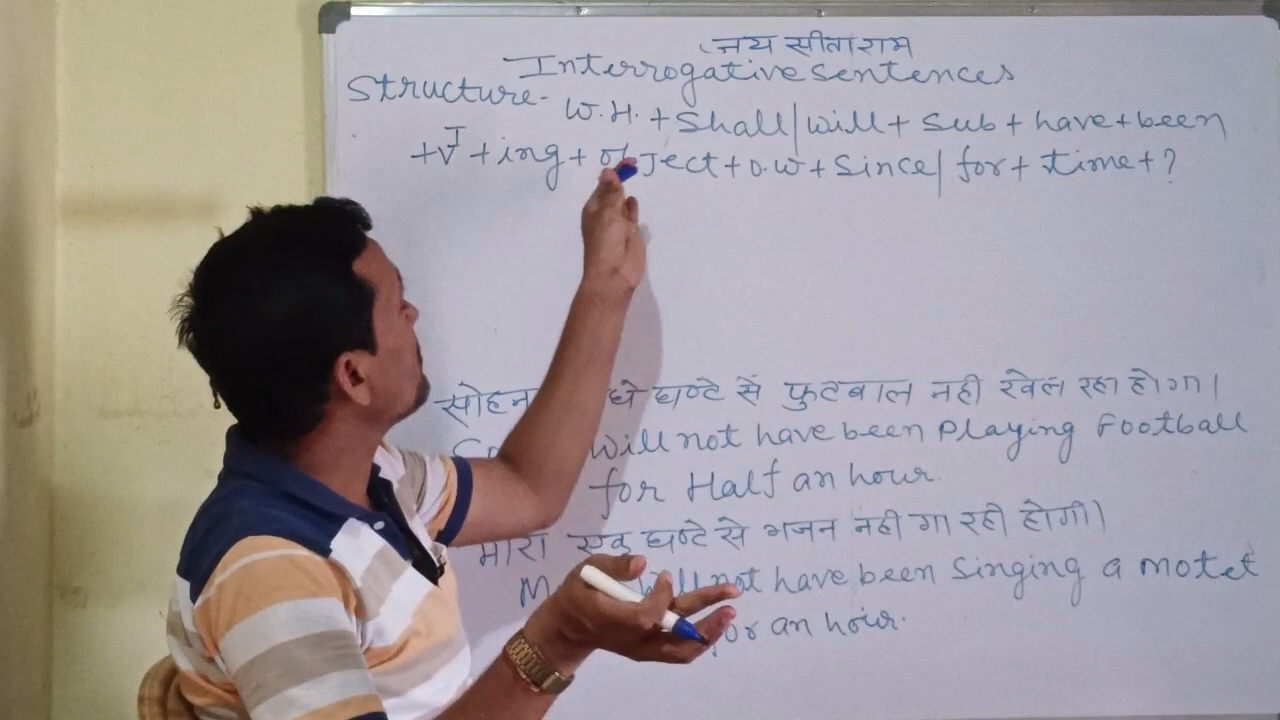 जय सीताराम
Interrogative sentences
Structure- W.H. + Shall/will + Sub + have + been
+ V I + ing + object + O.W + Since/ for + time + ?
घण्टे से फुटबाल नही खेल रहा होगा।
will not have been Playing Football
for Half an hour.
मीरा एक घण्टे से भजन नही गा रही होगी।
not have been Singing a motet
for an hour.